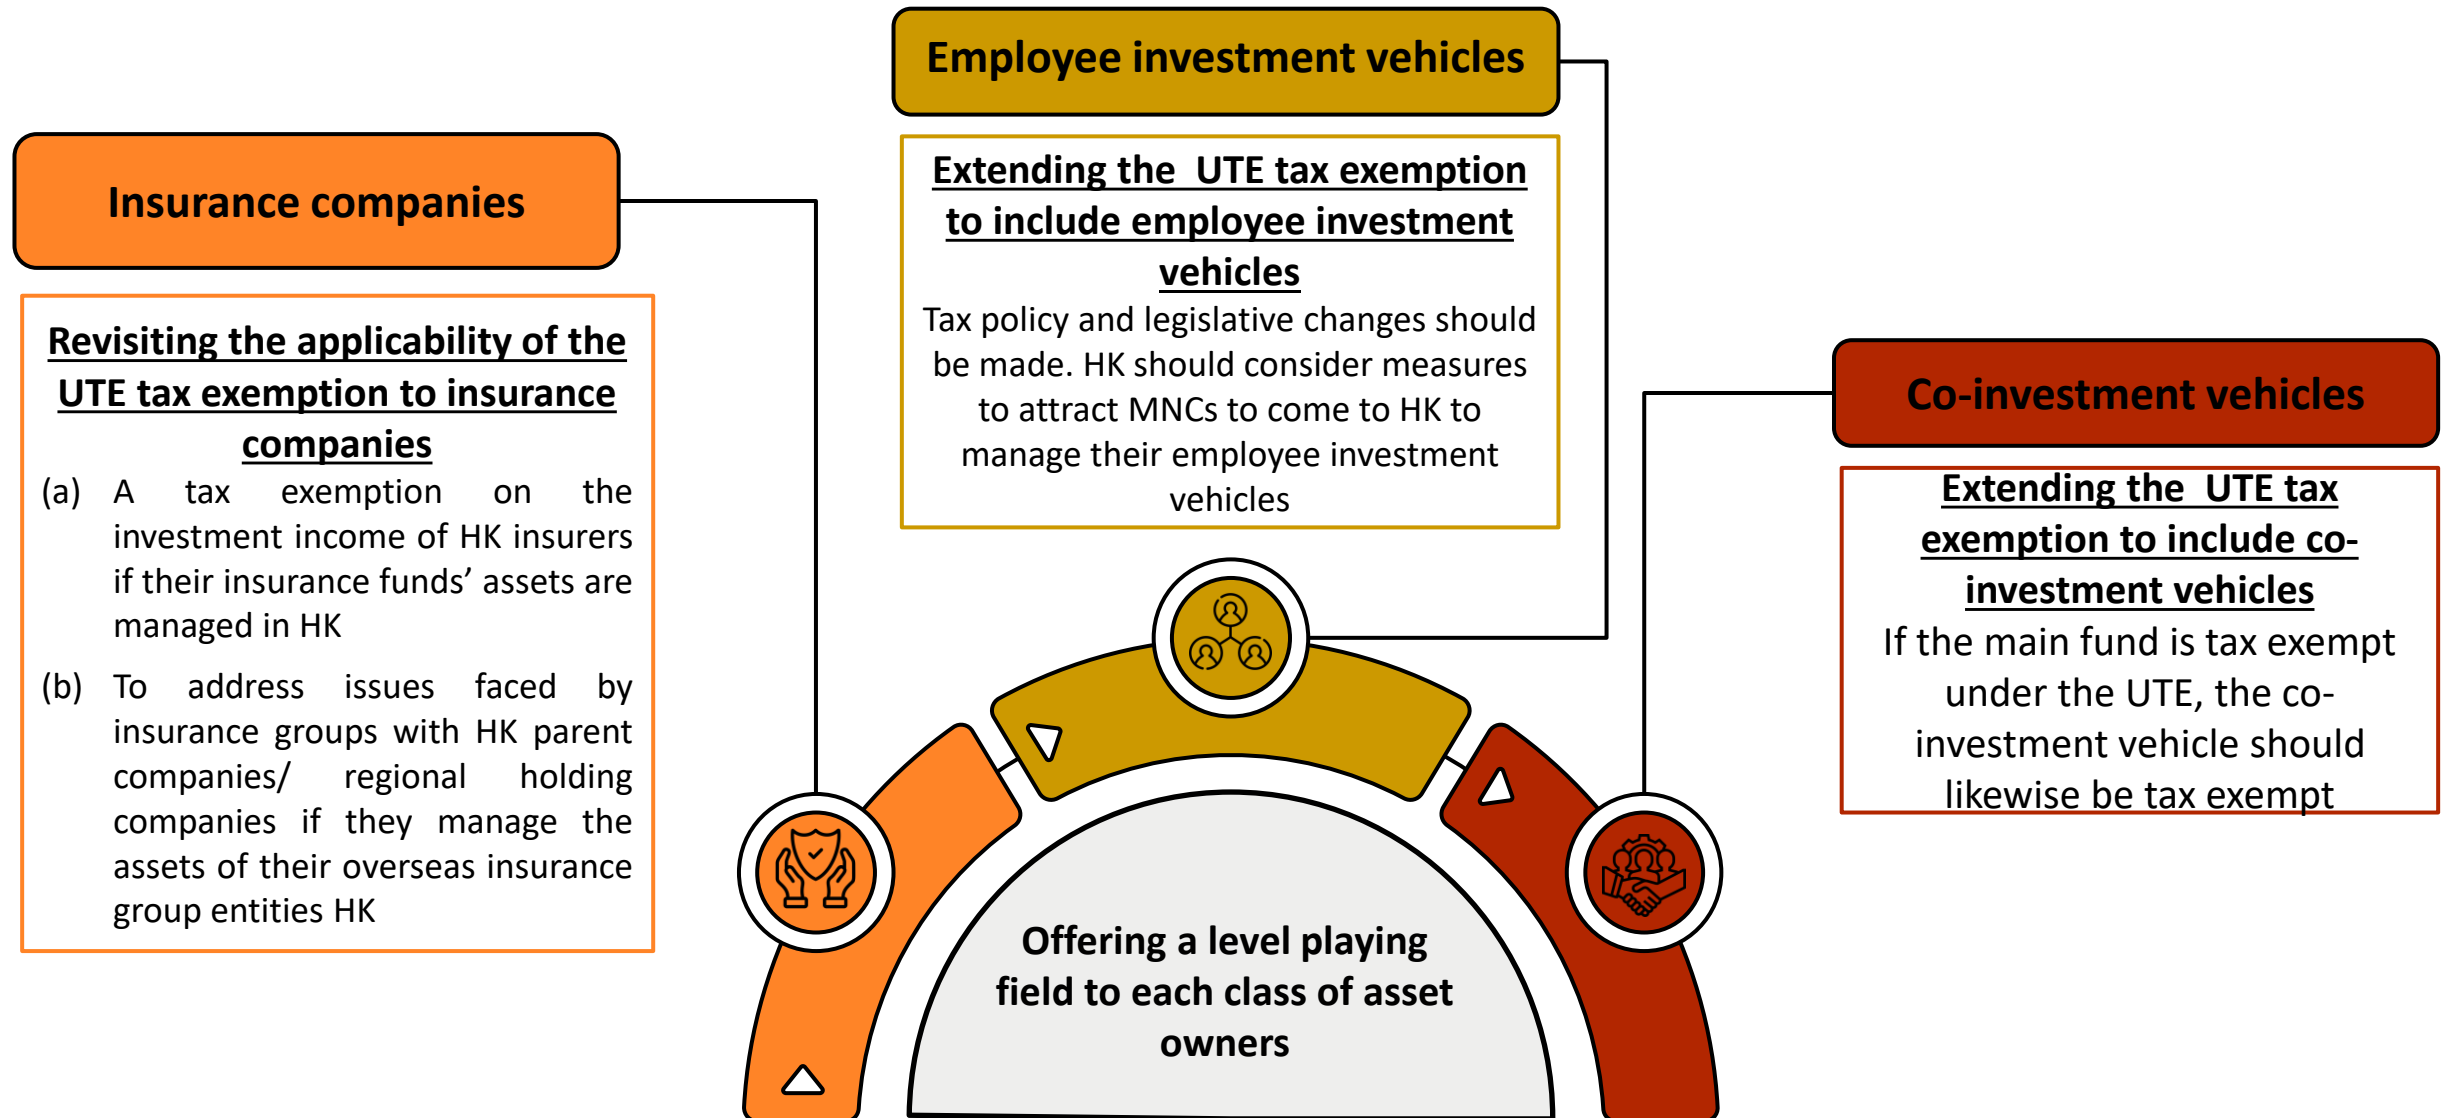 Insurance companies
Revisiting the applicability of the
UTE tax exemption to insurance
companies
(a) A tax exemption on the
investment income of HK insurers
if their insurance funds’ assets are
managed in HK
(b) To address issues faced by
insurance groups with HK parent
companies/ regional holding
companies if they manage the
assets of their overseas insurance
group entities HK
Employee investment vehicles
Extending the UTE tax exemption
to include employee investment
vehicles
Tax policy and legislative changes should
be made. HK should consider measures
to attract MNCs to come to HK to
manage their employee investment
vehicles
Co-investment vehicles
Extending the UTE tax
exemption to include co-
investment vehicles
If the main fund is tax exempt
under the UTE, the co-
investment vehicle should
likewise be tax exempt
Offering a level playing
field to each class of asset
owners